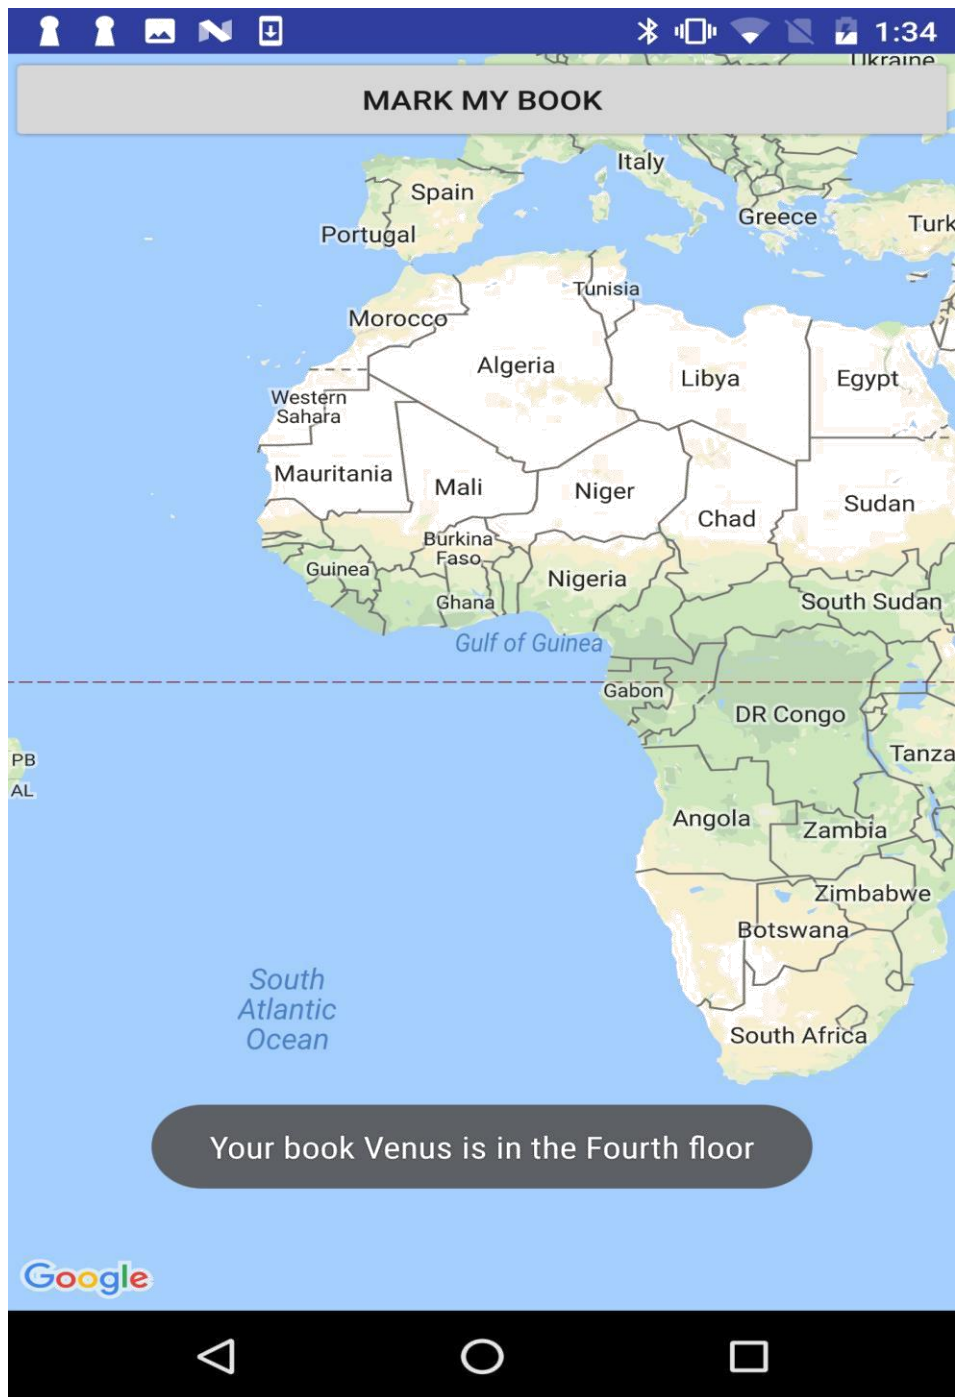 1:34
Ukraine
MARK MY BOOK
Italy
Spain
Greece
Turk
Portugal
Tunisia
Morocco
Algeria
Libya
Egypt
Western
Sahara
Mauritania
Mali
Niger
Sudan
Chad
Burkina
Faso
Guinea
Nigeria
Ghana
South Sudan
Gulf of Guinea
Gabon
DR Congo
PB
Tanza
AL
Angola
Zambia
Zimbabwe
Botswana
South
Atlantic
Ocean
South Africa
Your book Venus is in the Fourth floor
Google